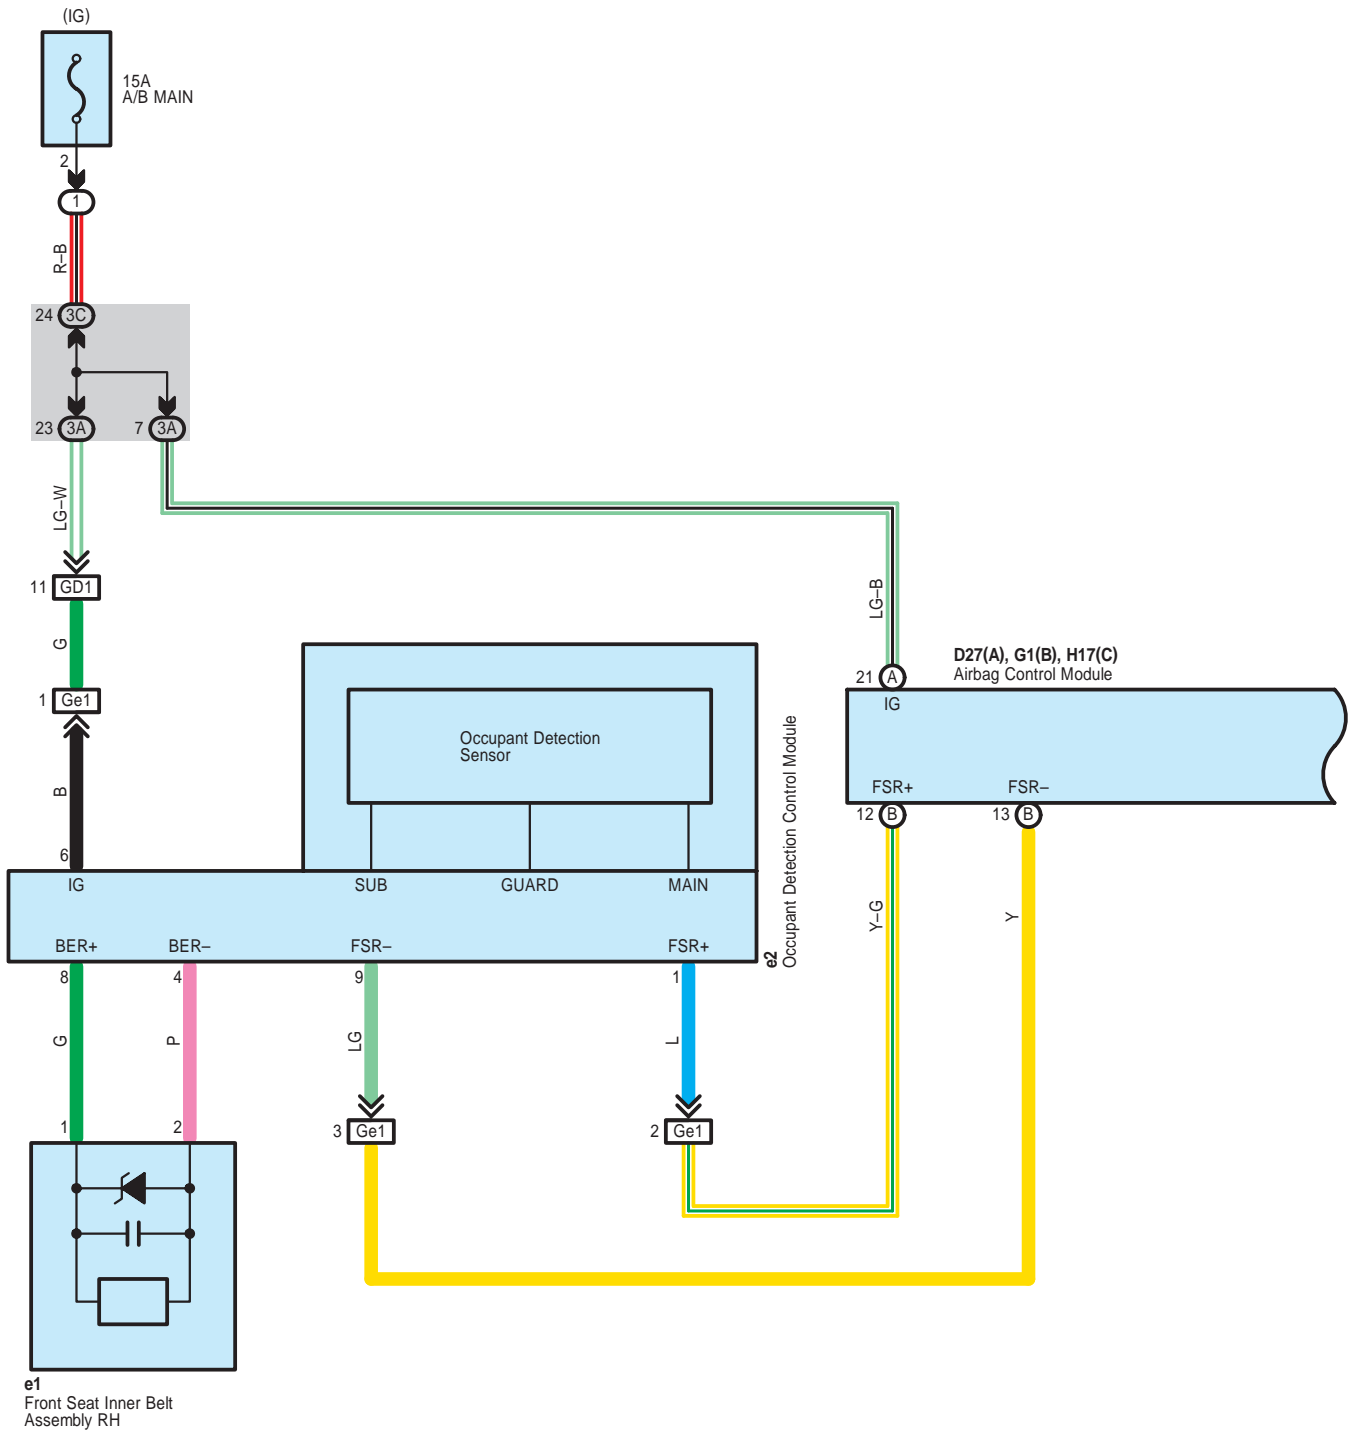 (IG)
15A
A/B MAIN
2
1
R–B
24 3C
23 3A
7 3A
LG–W
11 GD1
G
1 Ge1
B
6
LG–B
D27(A), G1(B), H17(C)
Airbag Control Module
21 A
IG
FSR+
FSR–
12 B
13 B
Y–G
Y
Occupant Detection
Sensor
e2
Occupant Detection Control Module
IG
SUB
GUARD
MAIN
BER+
BER–
FSR–
FSR+
8
4
9
1
G
P
LG
L
1
2
3 Ge1
2 Ge1
e1
Front Seat Inner Belt
Assembly RH